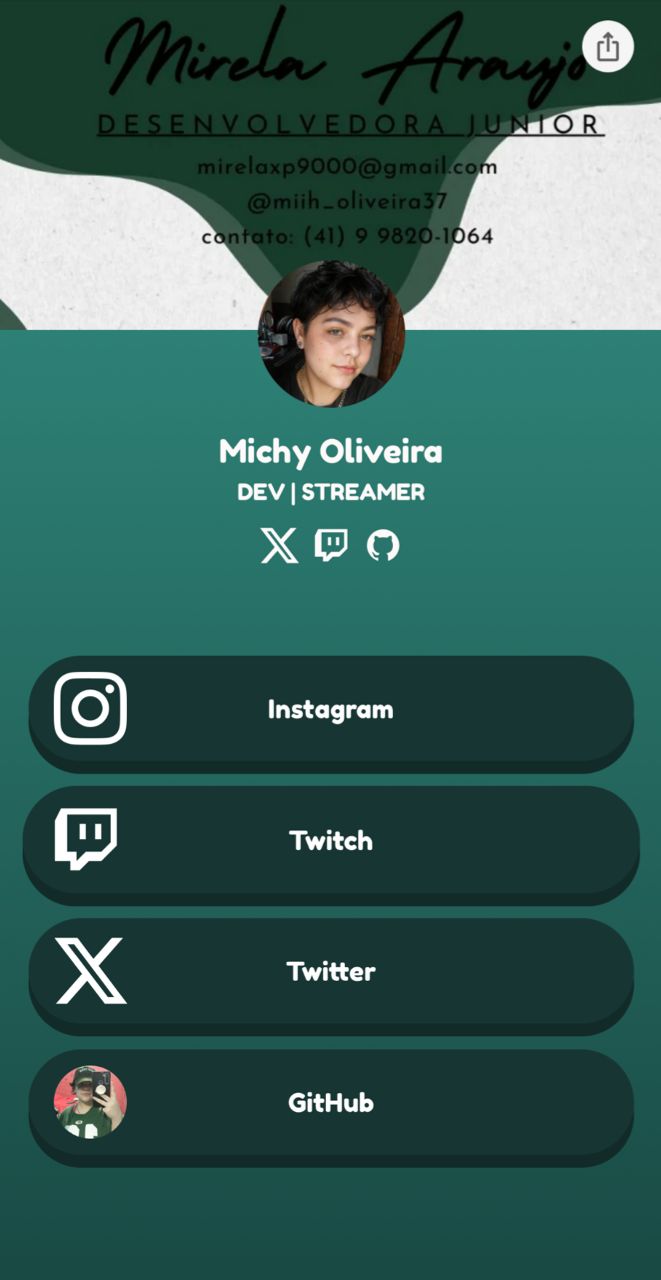 Mirela Araujo
DESENVOLVEDORA JUNIOR
mirelaxp9000@gmail.com
@miih_oliveira37
contato: (41) 9 9820-1064
Michy Oliveira
DEV | STREAMER
Instagram
Twitch
Twitter
GitHub